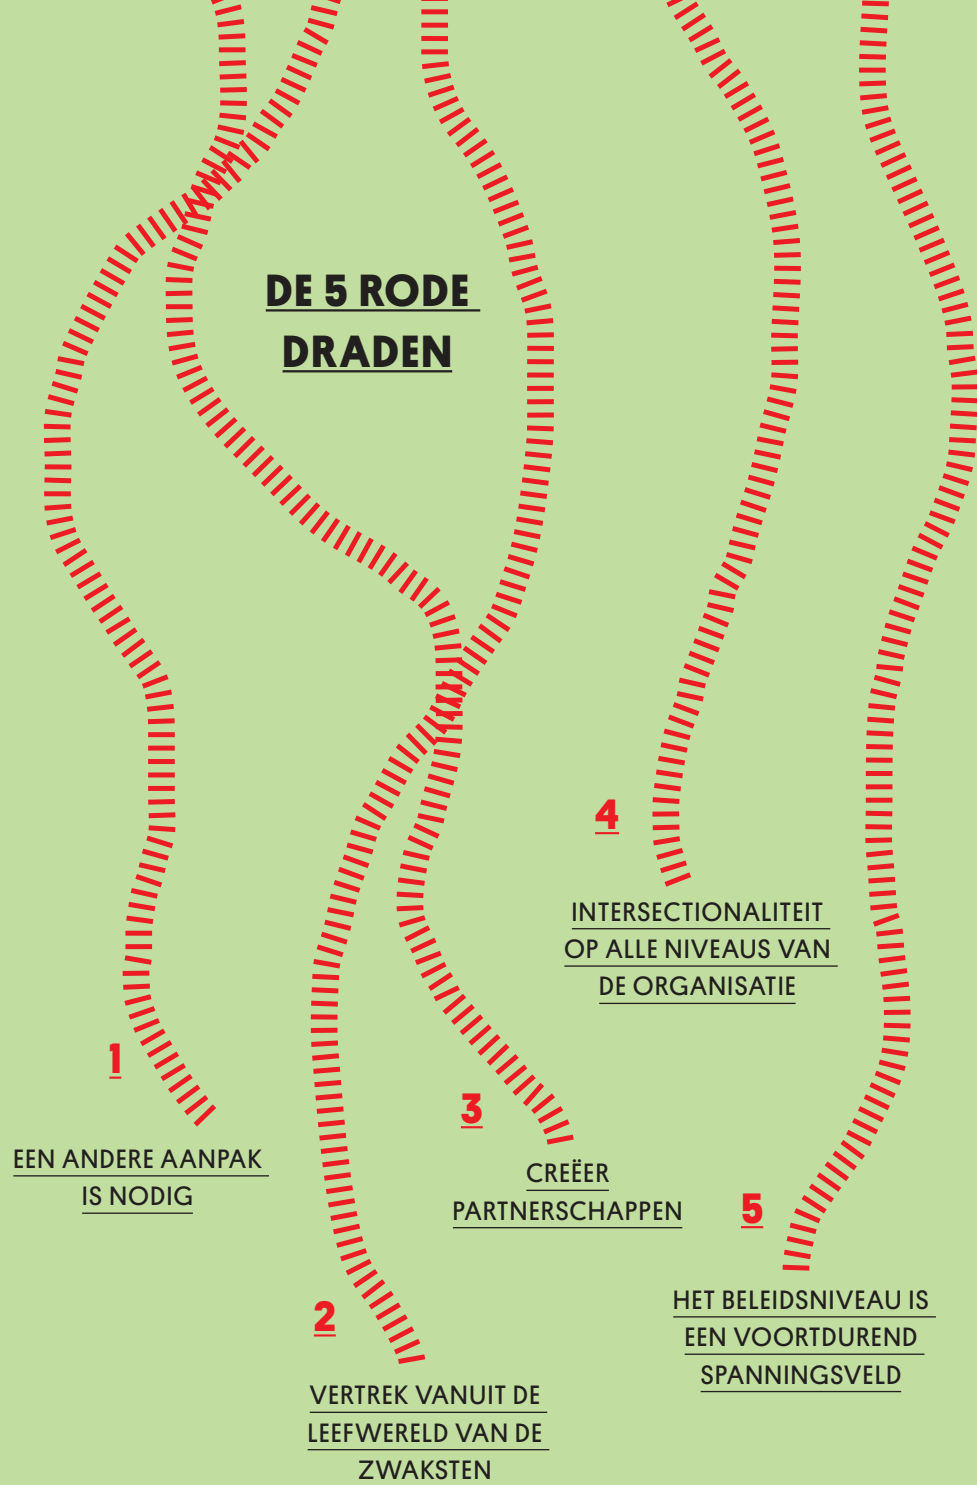 DE 5 RODE
DRADEN
1
EEN ANDERE AANPAK
IS NODIG
2
VERTREK VANUIT DE
LEEFWERELD VAN DE
ZWAKSTEN
3
CREËER
PARTNERSCHAPPEN
4
INTERSECTIONALITEIT
OP ALLE NIVEAUS VAN
DE ORGANISATIE
5
HET BELEIDSNIVEAU IS
EEN VOORTDUREND
SPANNINGSVELD